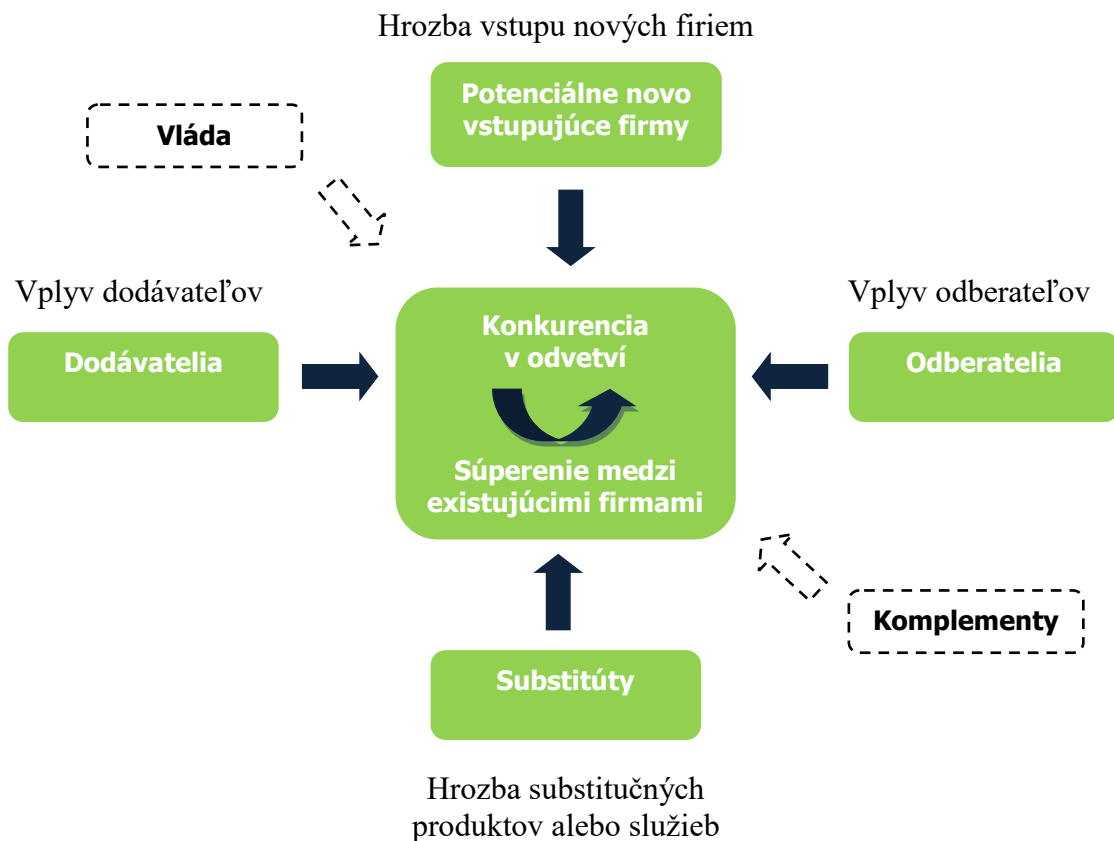 Hrozba vstupu nových firiem
Potenciálne novo
vstupujúce firmy
Vláda
Vplyv dodávateľov
Vplyv odberateľov
Dodávatelia
Konkurencia
v odvetví
Odberatelia
Súperenie medzi
existujúcimi firmami
Komplementy
Substitúty
Hrozba substitučných
produktov alebo služieb